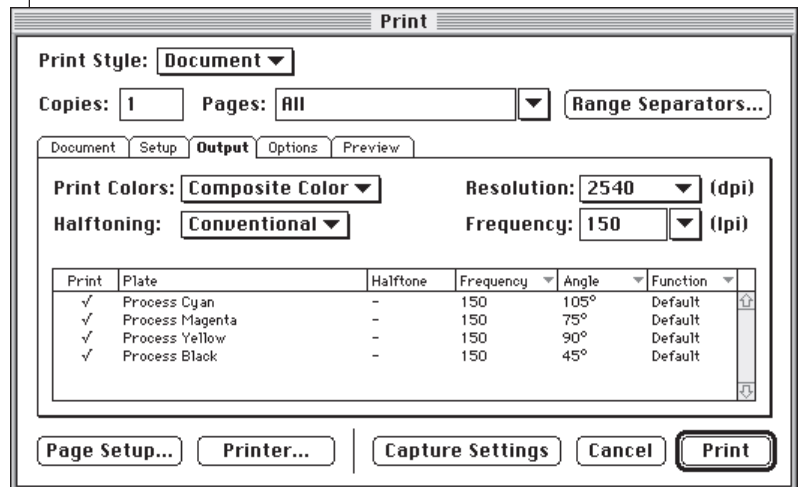 Print
Print Style: Document
Copies: 1 Pages: All Range Separators...
Document Setup Output Options Preview
Print Colors: Composite Color Resolution: 2540 (dpi)
Halftoning: Conventional Frequency: 150 (lpi)
Print Plate Halftone Frequency Angle Function
√ Process Cyan - 150 105° Default
√ Process Magenta - 150 75° Default
√ Process Yellow - 150 90° Default
√ Process Black - 150 45° Default
Page Setup... Printer... Capture Settings Cancel Print